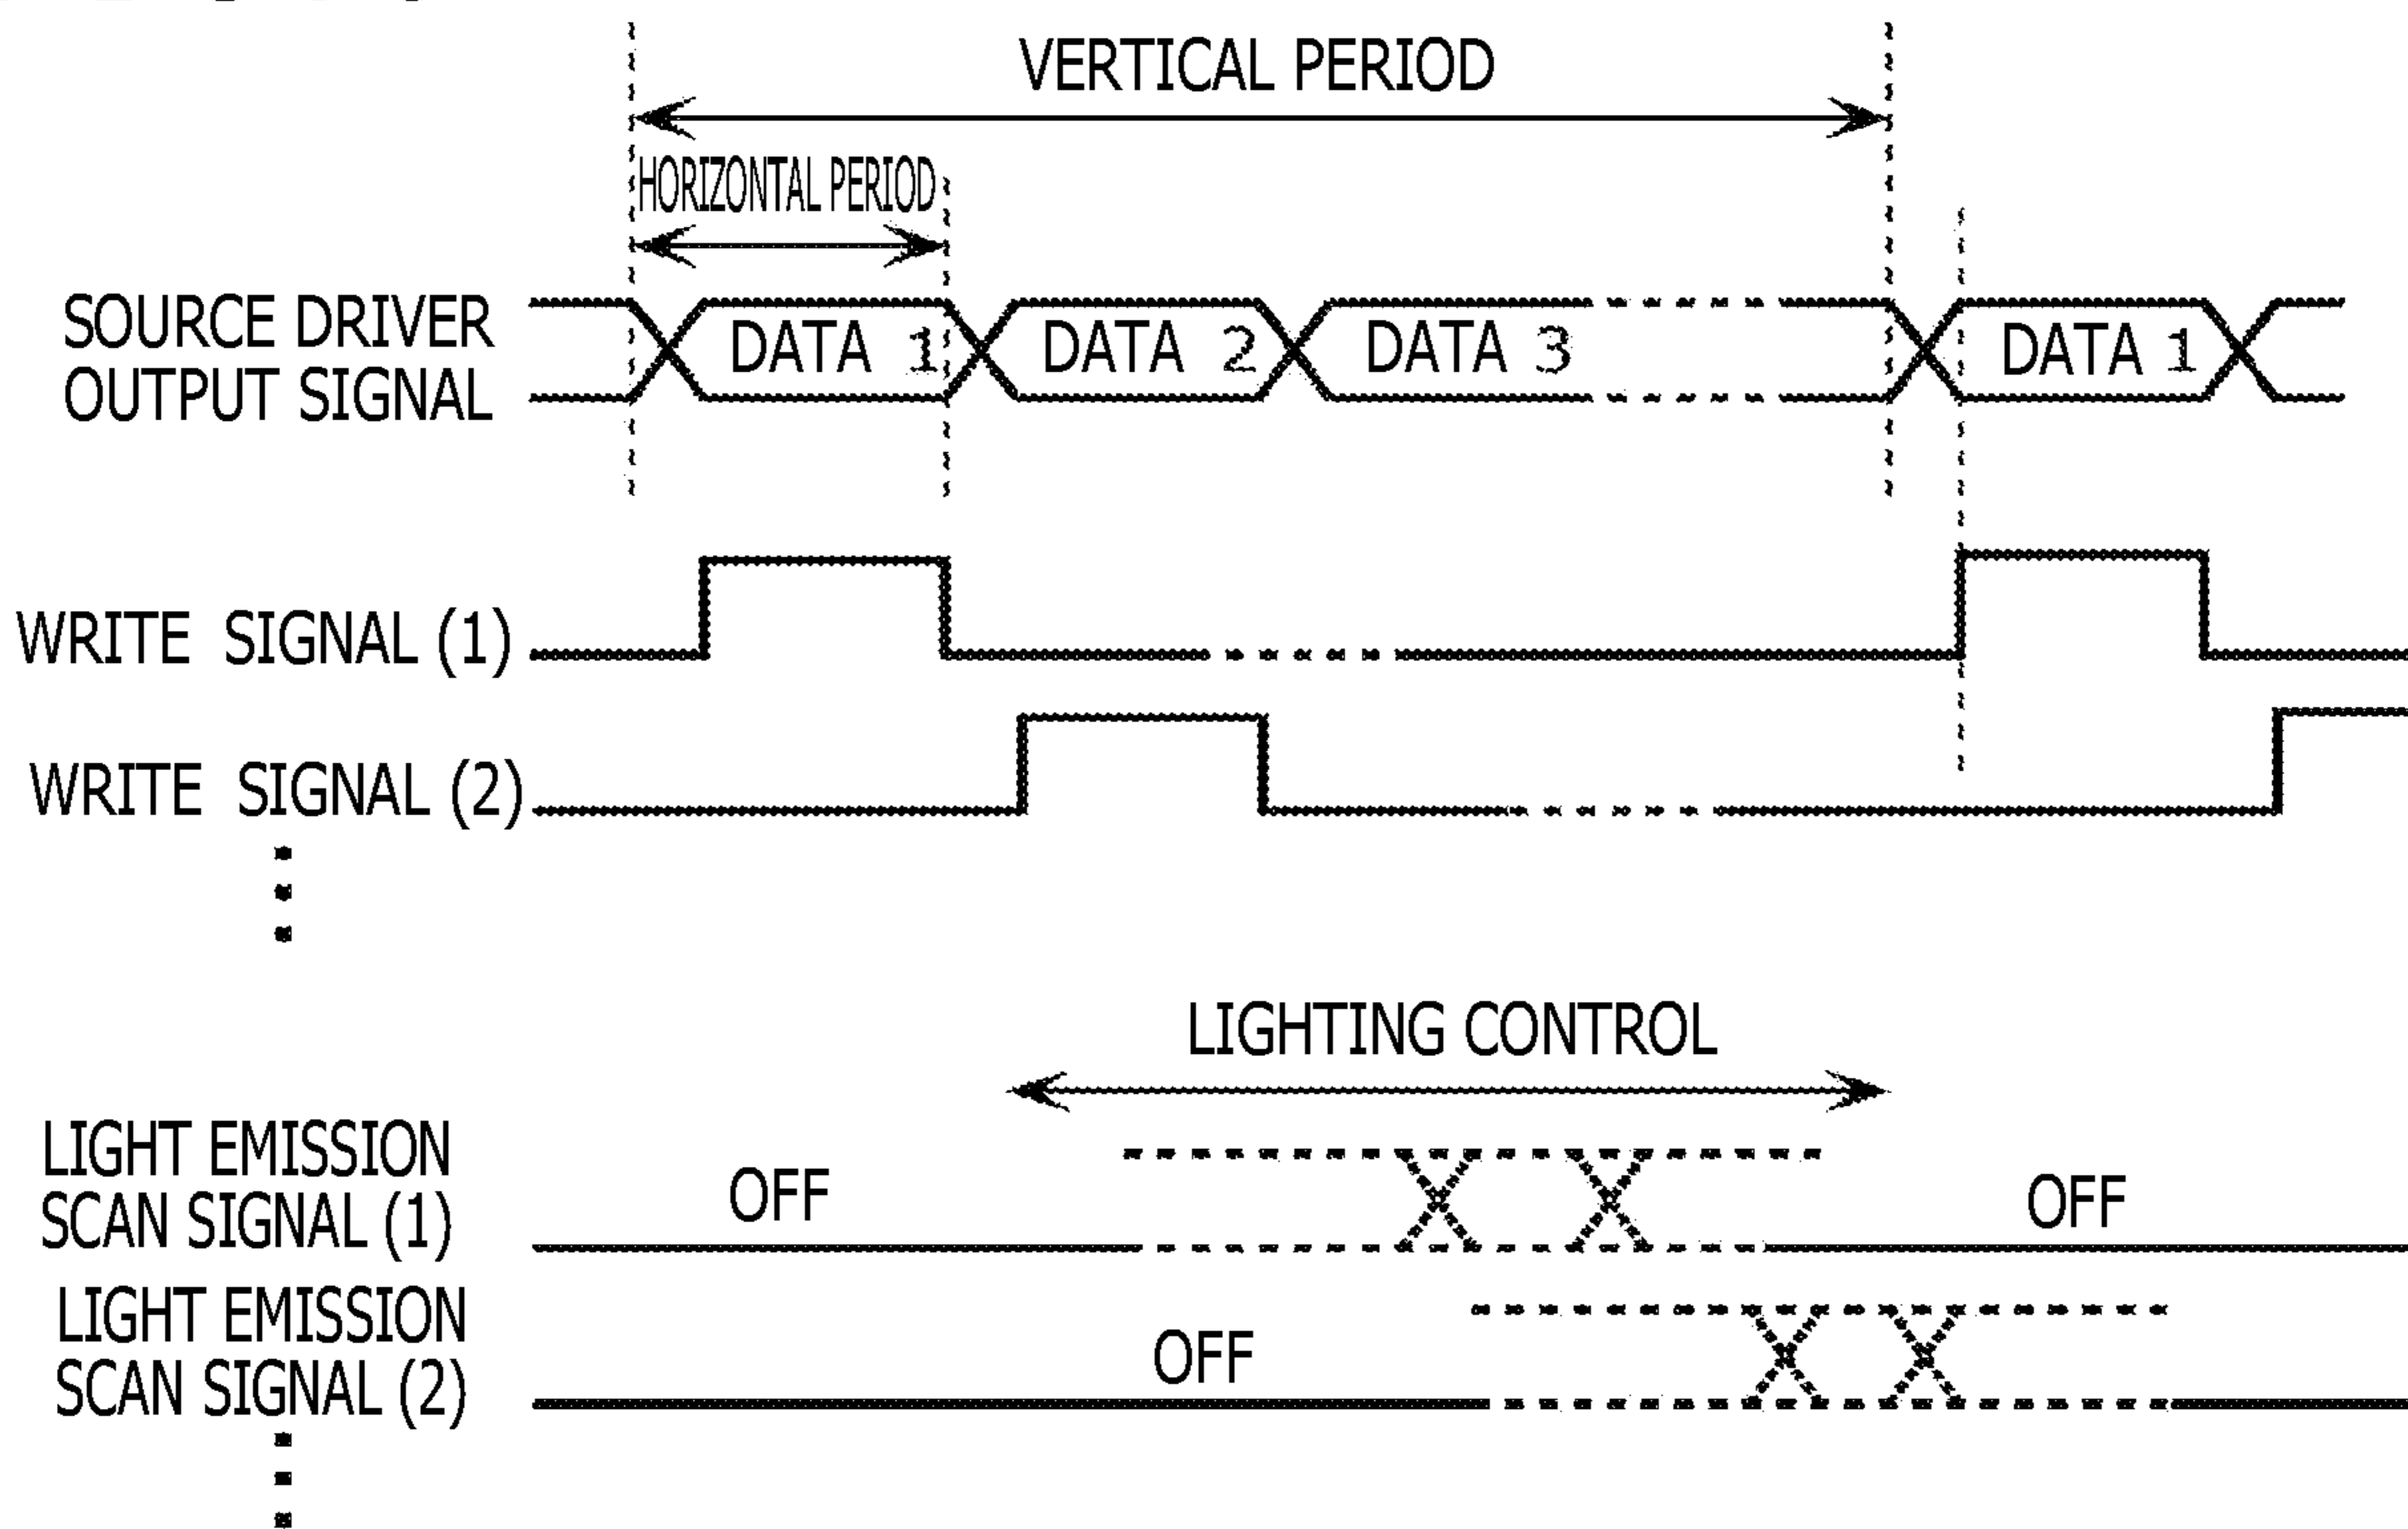 VERTICAL PERIOD
HORIZONTAL PERIOD
SOURCE DRIVER
OUTPUT SIGNAL
DATA 1 DATA 2 DATA 3 DATA 1
WRITE SIGNAL (1)
WRITE SIGNAL (2)
LIGHTING CONTROL
LIGHT EMISSION
SCAN SIGNAL (1)
OFF OFF
LIGHT EMISSION
SCAN SIGNAL (2)
OFF